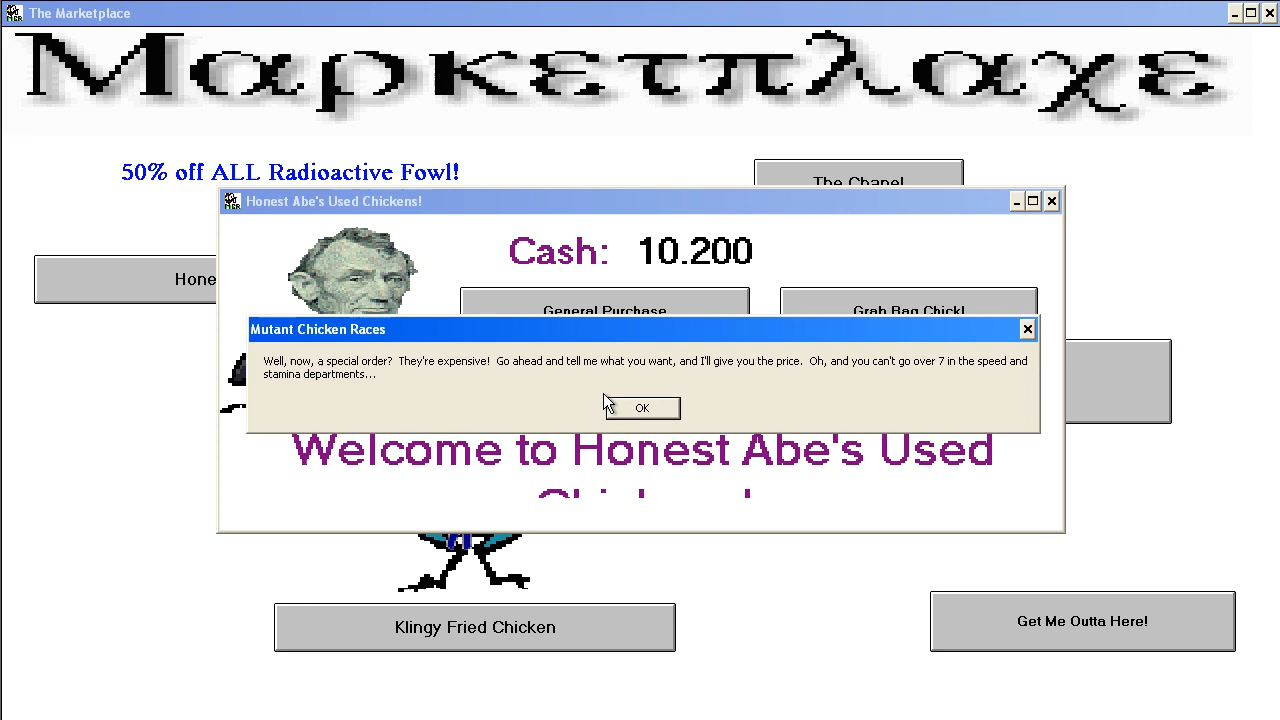 The Marketplace
Μαρκετπλαχε
50% off ALL Radioactive Fowl!
The Chapel
Honest Abe's Used Chickens!
Cash: 10.200
Hone
General Purchase
Grab Bag Chick!
Mutant Chicken Races
Well, now, a special order? They're expensive! Go ahead and tell me what you want, and I'll give you the price. Oh, and you can't go over 7 in the speed and
stamina departments...
OK
Welcome to Honest Abe's Used
Klingy Fried Chicken
Get Me Outta Here!